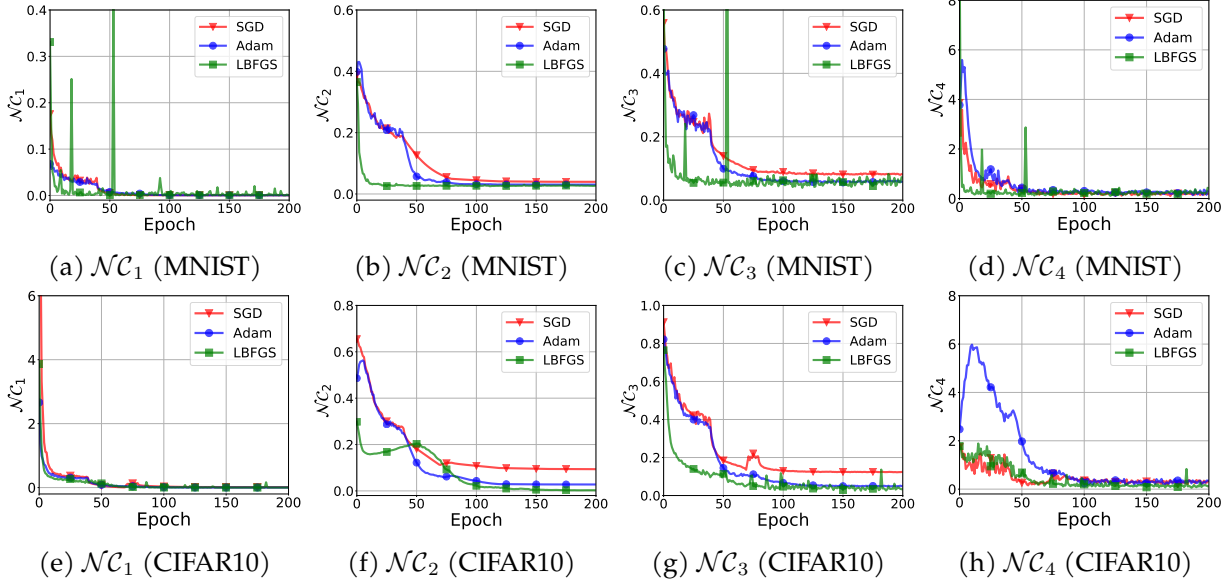 0.4
0.3
0.2
0.1
0.0
0 50 100 150 200
𝒩𝒞₁
Epoch
SGD
Adam
LBFGS
(a) 𝒩𝒞₁ (MNIST)
0.6
0.4
0.2
0.0
0 50 100 150 200
𝒩𝒞₂
Epoch
SGD
Adam
LBFGS
(b) 𝒩𝒞₂ (MNIST)
0.6
0.4
0.3
0.2
0.0
0 50 100 150 200
𝒩𝒞₃
Epoch
SGD
Adam
LBFGS
(c) 𝒩𝒞₃ (MNIST)
8
6
4
2
0
0 50 100 150 200
𝒩𝒞₄
Epoch
SGD
Adam
LBFGS
(d) 𝒩𝒞₄ (MNIST)
6
4
2
0
0 50 100 150 200
𝒩𝒞₁
Epoch
SGD
Adam
LBFGS
(e) 𝒩𝒞₁ (CIFAR10)
0.8
0.6
0.4
0.2
0.0
0 50 100 150 200
𝒩𝒞₂
Epoch
SGD
Adam
LBFGS
(f) 𝒩𝒞₂ (CIFAR10)
1.0
0.8
0.6
0.4
0.2
0.0
0 50 100 150 200
𝒩𝒞₃
Epoch
SGD
Adam
LBFGS
(g) 𝒩𝒞₃ (CIFAR10)
8
6
4
2
0
0 50 100 150 200
𝒩𝒞₄
Epoch
SGD
Adam
LBFGS
(h) 𝒩𝒞₄ (CIFAR10)